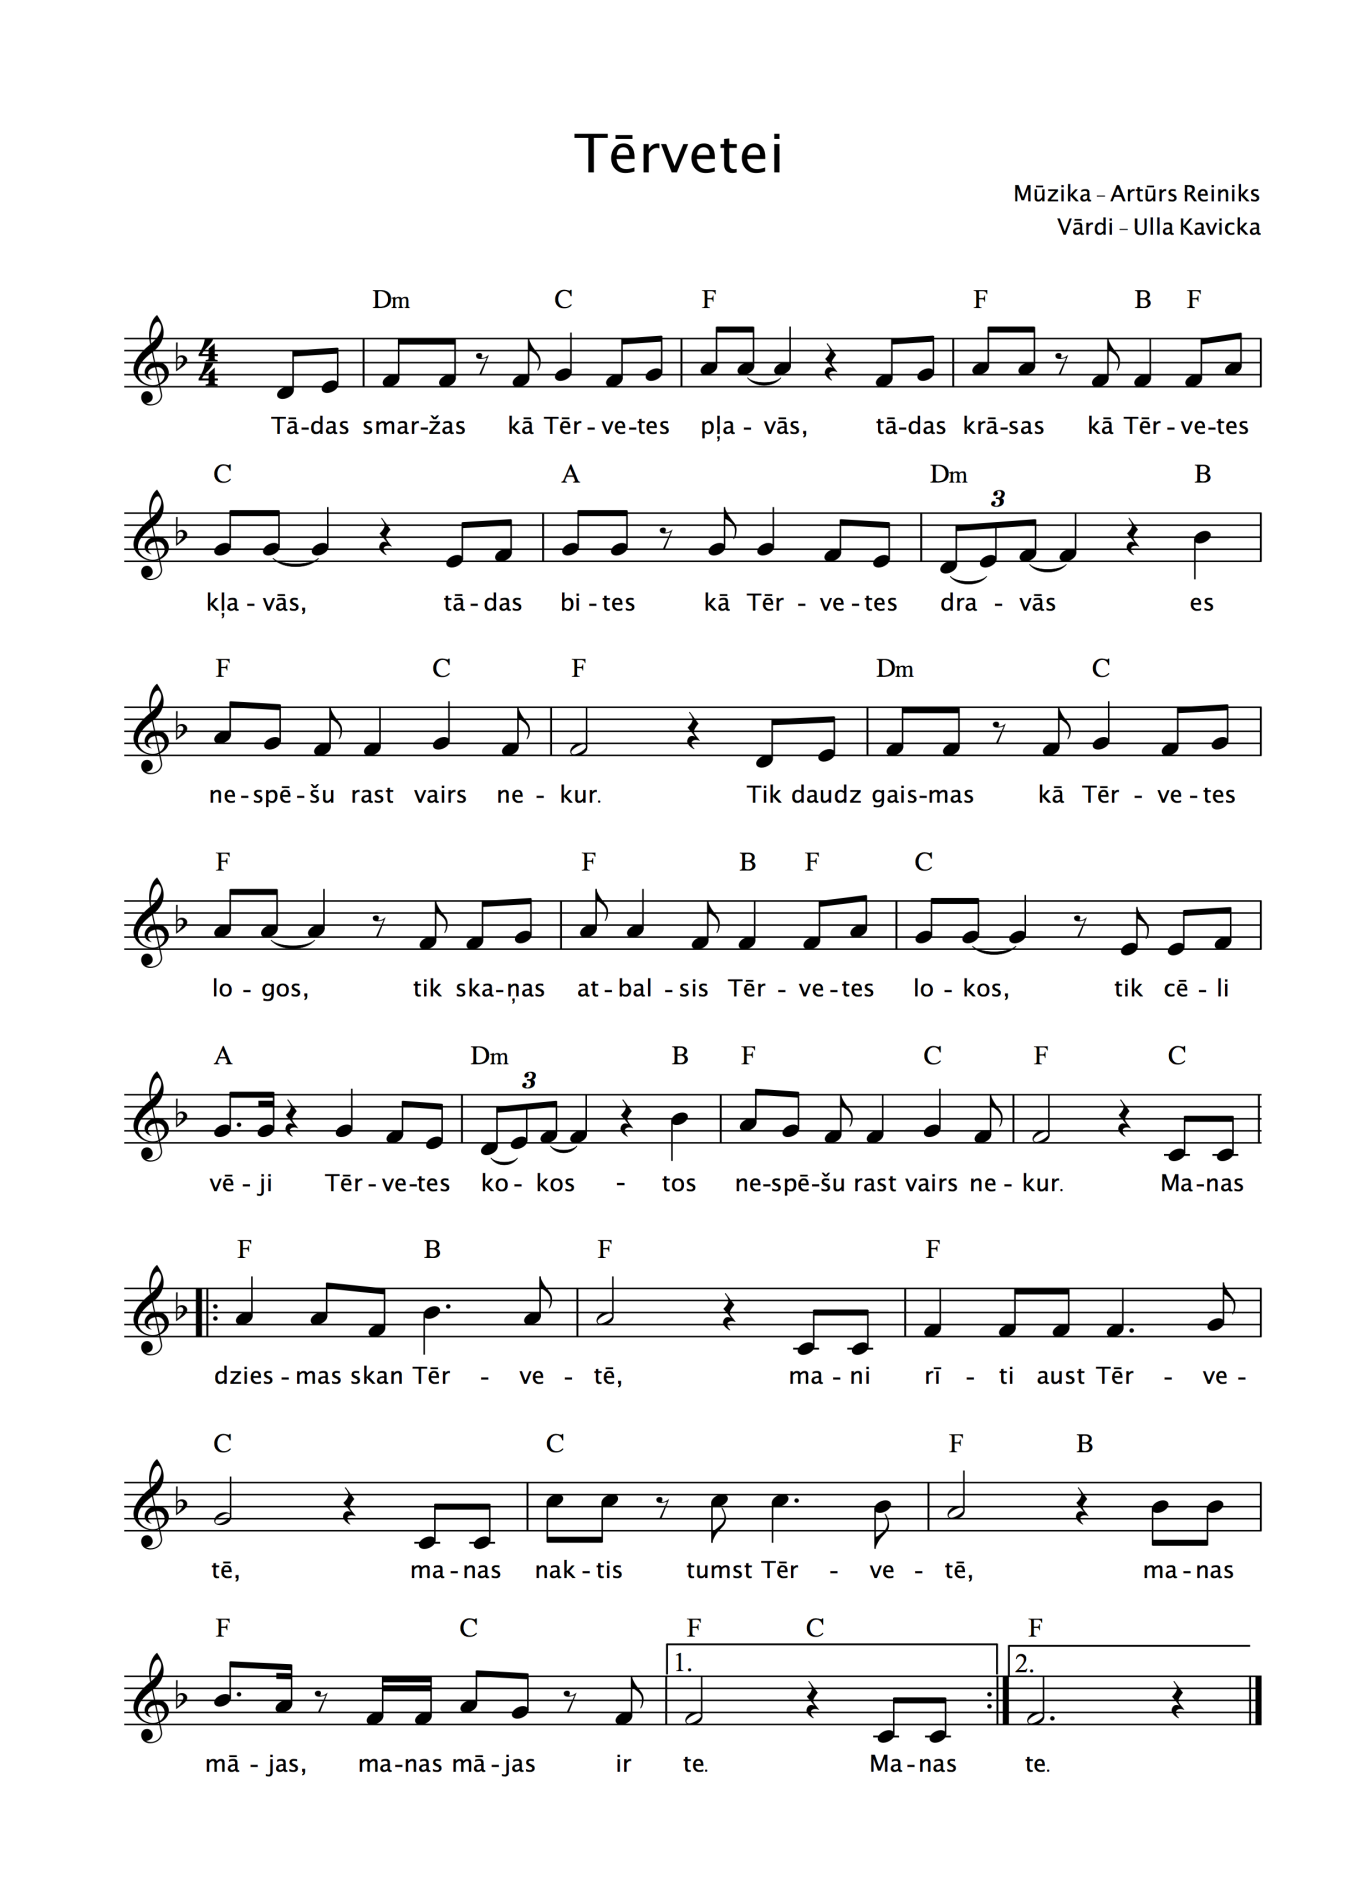 Tērvetei
Mūzika – Artūrs Reiniks
Vārdi – Ulla Kavicka
Dm C F F B F
4
4
Tā-das smar-žas kā Tēr-ve-tes pļa-vās, tā-das krā-sas kā Tēr-ve-tes
C A Dm B
3
kļa-vās, tā-das bi-tes kā Tēr-ve-tes dra-vās es
F C F Dm C
ne-spē-šu rast vairs ne-kur. Tik daudz gais-mas kā Tēr-ve-tes
F F B F C
lo-gos, tik ska-ņas at-bal-sis Tēr-ve-tes lo-kos, tik cē-li
A Dm B F C F C
3
vē-ji Tēr-ve-tes ko-kos-tos ne-spē-šu rast vairs ne-kur. Ma-nas
F B F F
dzies-mas skan Tēr-ve-tē, ma-ni rī-ti aust Tēr-ve-
C C F B
tē, ma-nas nak-tis tumst Tēr-ve-tē, ma-nas
F C F C F
1. 2.
mā-jas, ma-nas mā-jas ir te. Ma-nas te.